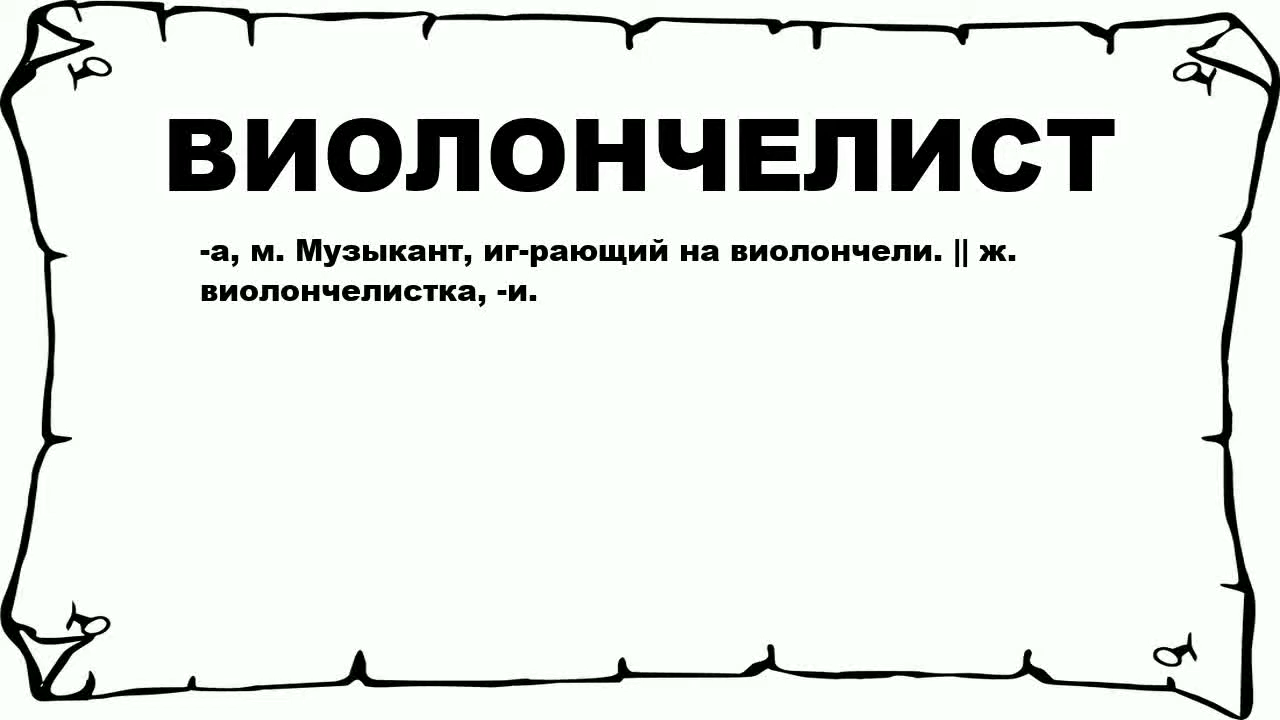 ВИОЛОНЧЕЛИСТ
-а, м. Музыкант, иг-рающий на виолончели. || ж.
виолончелистка, -и.